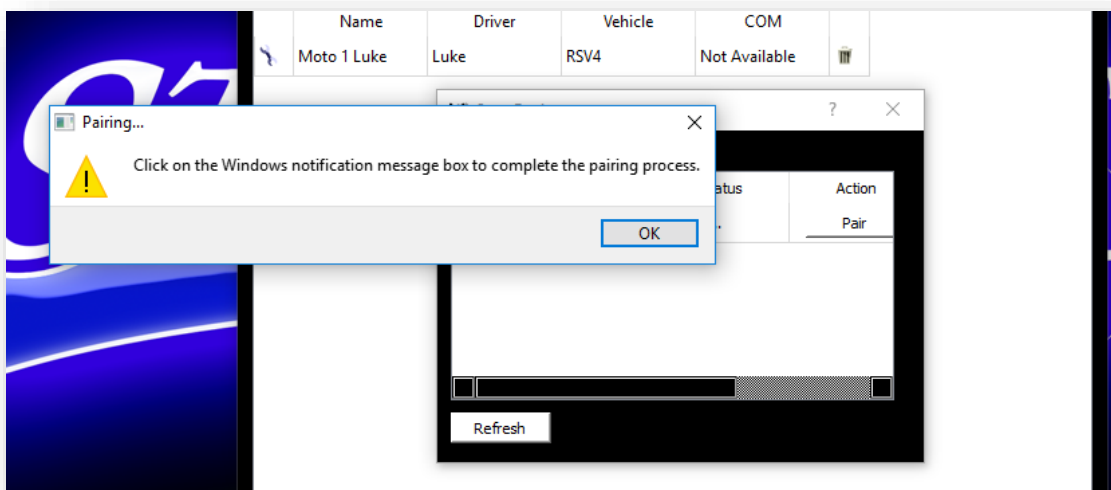 Name Driver Vehicle COM
Moto 1 Luke Luke RSV4 Not Available
?
Pairing...
Click on the Windows notification message box to complete the pairing process.
OK
Action
Pair
Refresh